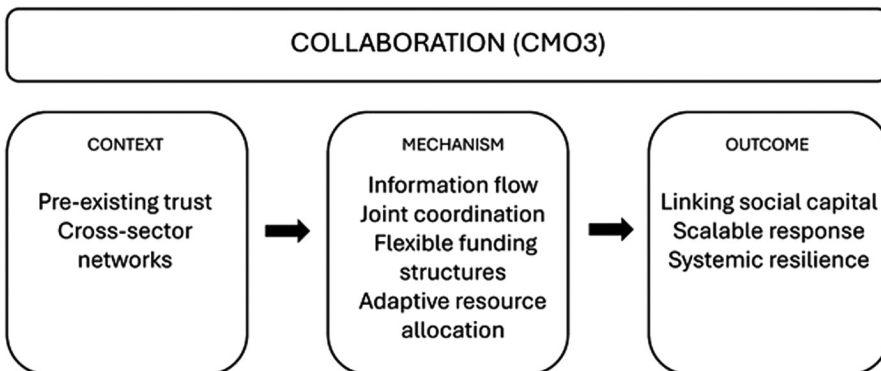 COLLABORATION (CMO3)
CONTEXT
Pre-existing trust
Cross-sector
networks
MECHANISM
Information flow
Joint coordination
Flexible funding
structures
Adaptive resource
allocation
OUTCOME
Linking social capital
Scalable response
Systemic resilience